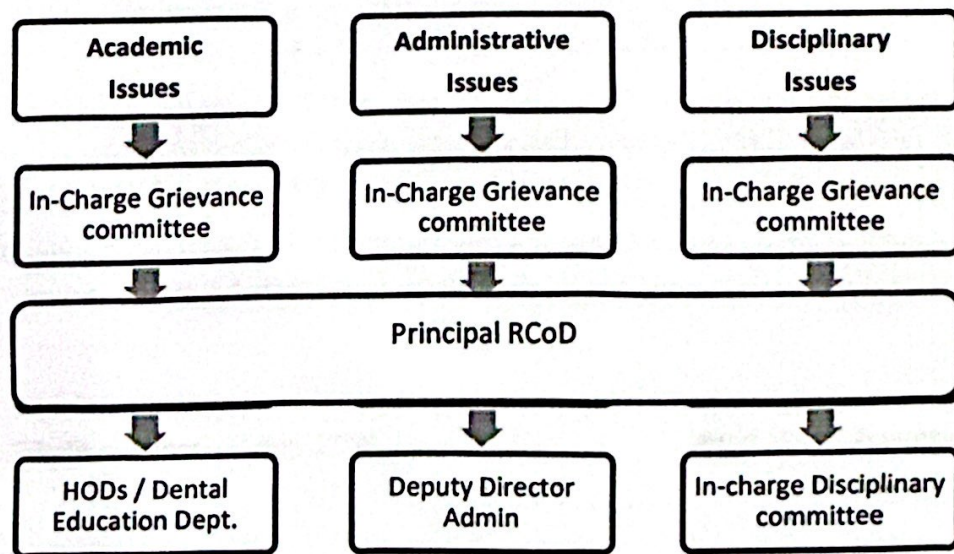 Academic
Issues
Administrative
Issues
Disciplinary
Issues
In-Charge Grievance
committee
In-Charge Grievance
committee
In-Charge Grievance
committee
Principal RCoD
HODs / Dental
Education Dept.
Deputy Director
Admin
In-charge Disciplinary
committee